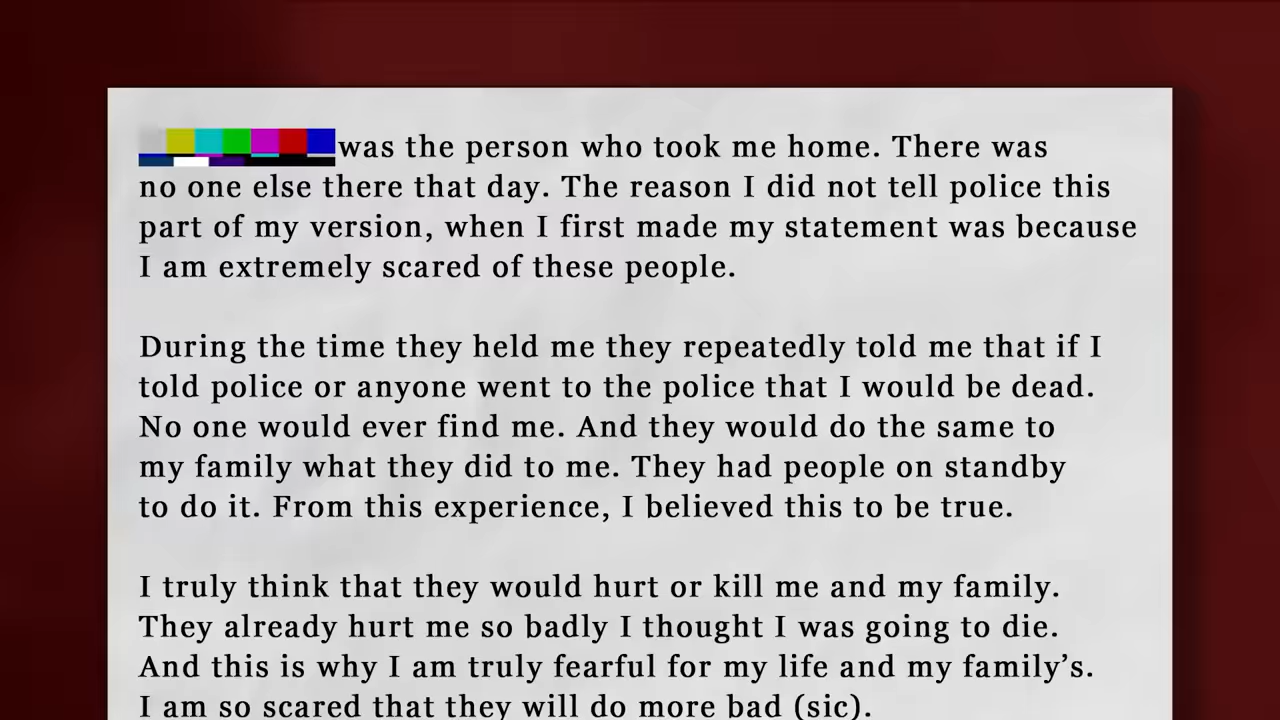 was the person who took me home. There was
no one else there that day. The reason I did not tell police this
part of my version, when I first made my statement was because
I am extremely scared of these people.
During the time they held me they repeatedly told me that if I
told police or anyone went to the police that I would be dead.
No one would ever find me. And they would do the same to
my family what they did to me. They had people on standby
to do it. From this experience, I believed this to be true.
I truly think that they would hurt or kill me and my family.
They already hurt me so badly I thought I was going to die.
And this is why I am truly fearful for my life and my family’s.
I am so scared that they will do more bad (sic).